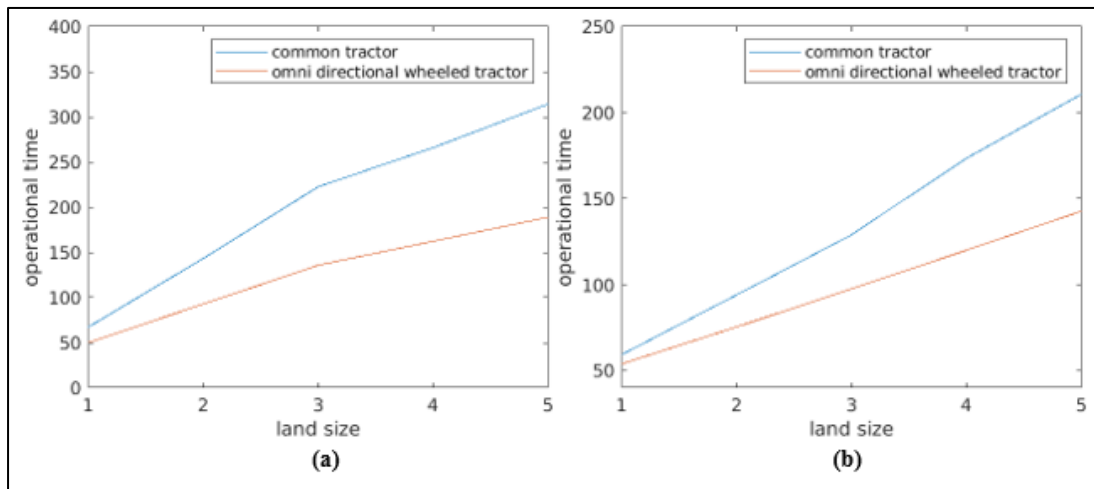 400
350
300
250
200
150
100
50
0
operational time
common tractor
omni directional wheeled tractor
1 2 3 4 5
land size
(a)
250
200
150
100
50
operational time
common tractor
omni directional wheeled tractor
1 2 3 4 5
land size
(b)